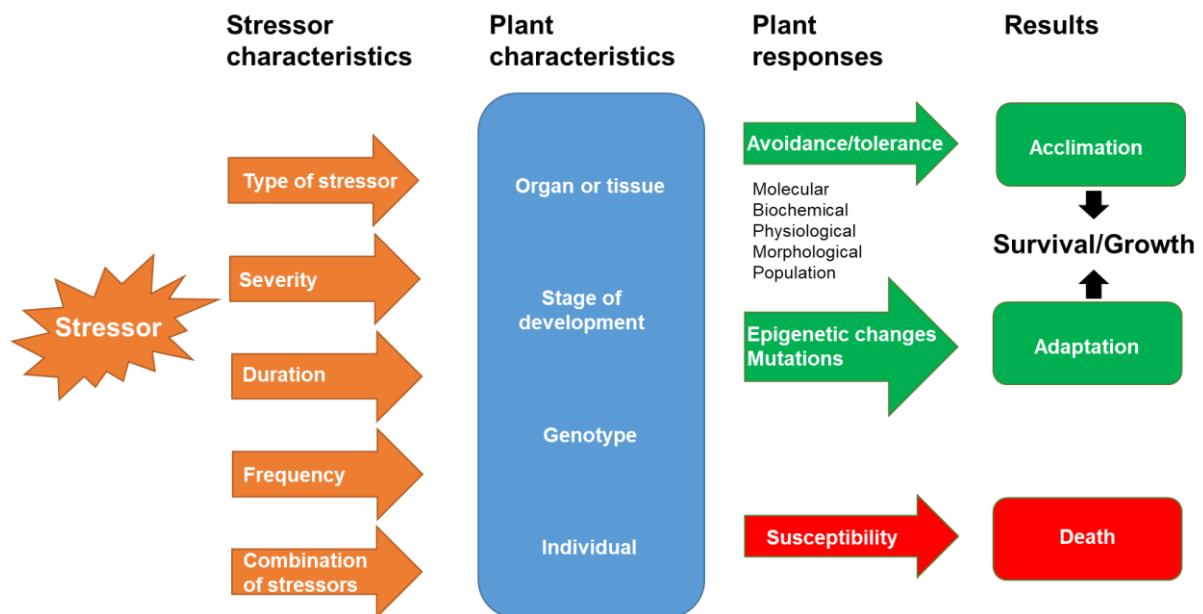 Stressor
characteristics
Plant
characteristics
Plant
responses
Results
Stressor
Type of stressor
Severity
Duration
Frequency
Combination
of stressors
Organ or tissue
Stage of
development
Genotype
Individual
Avoidance/tolerance
Molecular
Biochemical
Physiological
Morphological
Population
Epigenetic changes
Mutations
Susceptibility
Acclimation
Survival/Growth
Adaptation
Death